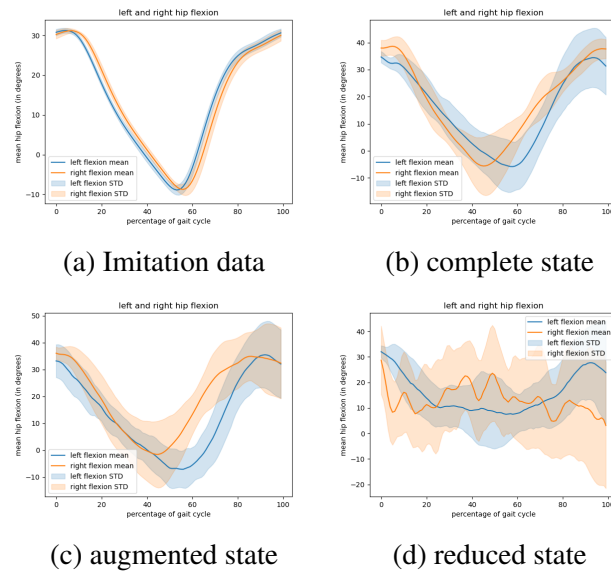 left and right hip flexion
mean hip flexion (in degrees)
30
20
10
0
−10
left flexion mean
right flexion mean
left flexion STD
right flexion STD
0 20 40 60 80 100
percentage of gait cycle
(a) Imitation data
left and right hip flexion
mean hip flexion (in degrees)
40
30
20
10
0
−10
left flexion mean
right flexion mean
left flexion STD
right flexion STD
0 20 40 60 80 100
percentage of gait cycle
(b) complete state
left and right hip flexion
mean hip flexion (in degrees)
50
40
30
20
10
0
−10
left flexion mean
right flexion mean
left flexion STD
right flexion STD
0 20 40 60 80 100
percentage of gait cycle
(c) augmented state
left and right hip flexion
mean hip flexion (in degrees)
40
30
20
10
0
−10
−20
left flexion mean
right flexion mean
left flexion STD
right flexion STD
0 20 40 60 80 100
percentage of gait cycle
(d) reduced state